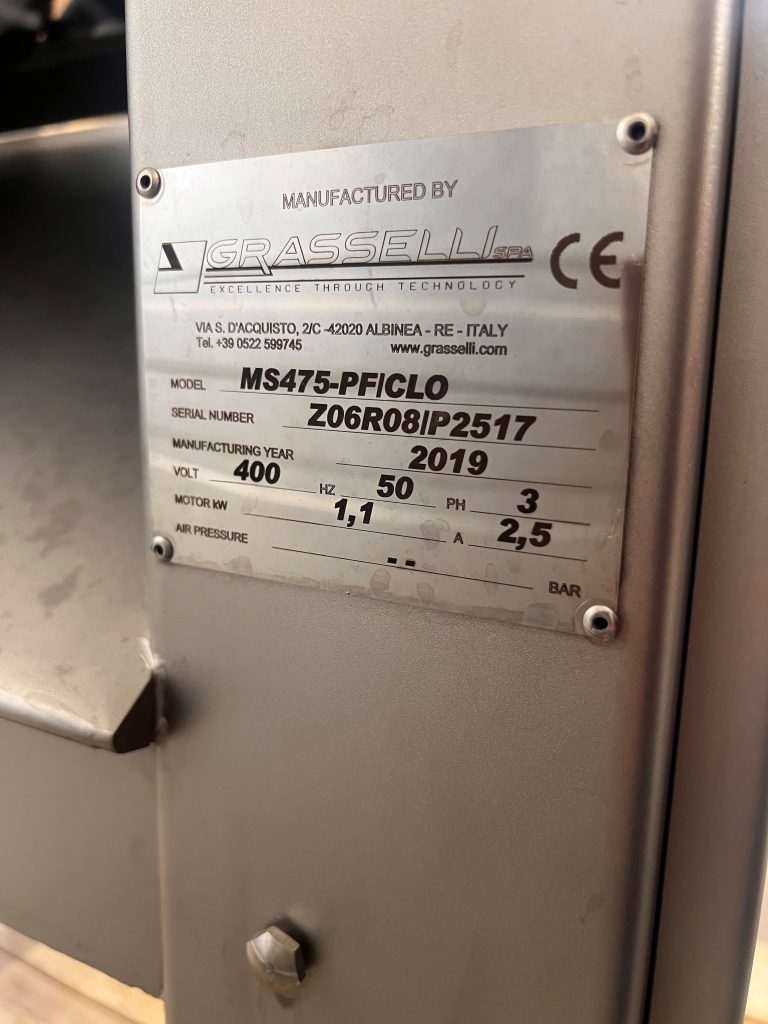 MANUFACTURED BY
GRASSELLI SPA CE
EXCELLENCE THROUGH TECHNOLOGY
VIA S. D'ACQUISTO, 2/C -42020 ALBINEA - RE - ITALY
Tel. +39 0522 599745 www.grasselli.com
MODEL MS475-PF/CLO
SERIAL NUMBER Z06R08/P2517
MANUFACTURING YEAR 2019
VOLT 400 HZ 50 PH 3
MOTOR kW 1,1 A 2,5
AIR PRESSURE -- BAR